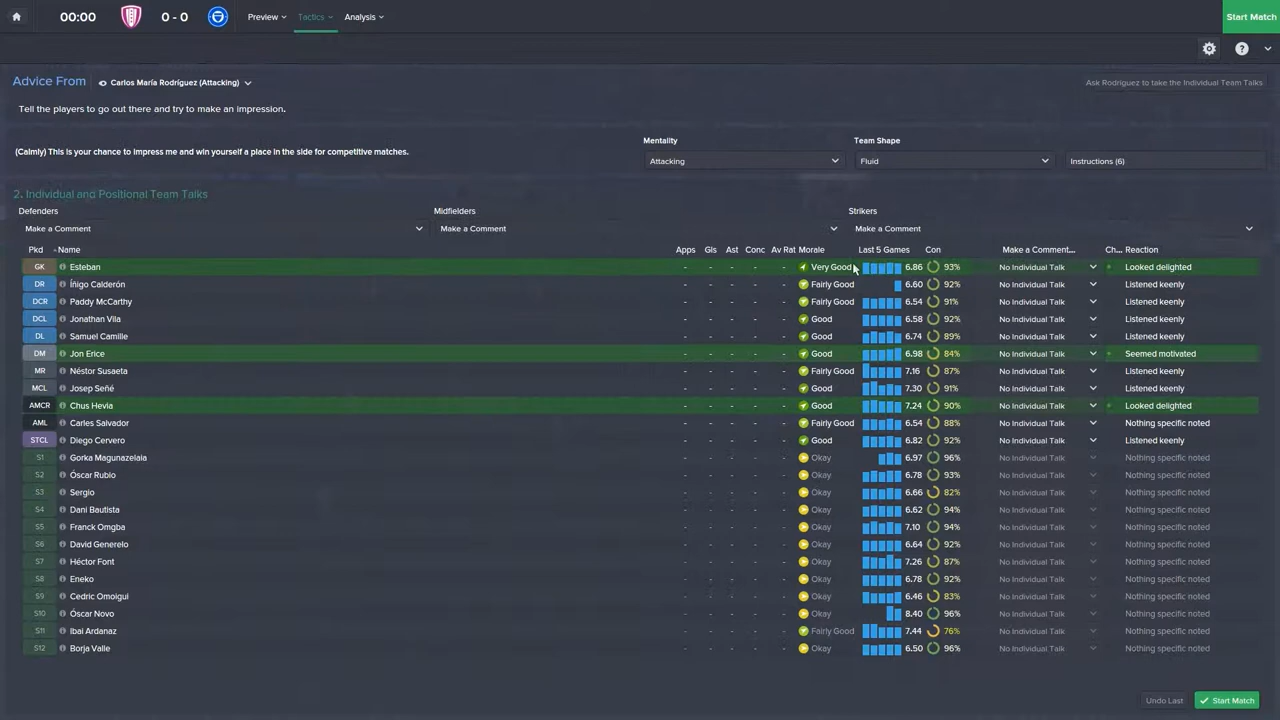 00:00 0 - 0 Preview Tactics Analysis Start Match
Advice From Carlos María Rodríguez (Attacking) Ask Rodríguez to take the Individual Team Talks
Tell the players to go out there and try to make an impression.
Mentality Team Shape
(Calmly) This is your chance to impress me and win yourself a place in the side for competitive matches. Attacking Fluid Instructions (6)
2. Individual and Positional Team Talks
Defenders Midfielders Strikers
Make a Comment Make a Comment Make a Comment
Pkd Name Apps Gls Ast Conc Av Rat Morale Last 5 Games Con Make a Comment... Ch... Reaction
GK Esteban - - - - - Very Good 6.86 93% No Individual Talk Looked delighted
DR Íñigo Calderón - - - - - Fairly Good 6.60 92% No Individual Talk Listened keenly
DCR Paddy McCarthy - - - - - Fairly Good 6.54 91% No Individual Talk Listened keenly
DCL Jonathan Vila - - - - - Good 6.58 92% No Individual Talk Listened keenly
DL Samuel Camille - - - - - Good 6.74 89% No Individual Talk Listened keenly
DM Jon Erice - - - - - Good 6.98 84% No Individual Talk Seemed motivated
MR Néstor Susaeta - - - - - Fairly Good 7.16 87% No Individual Talk Listened keenly
MCL Josep Señé - - - - - Good 7.30 91% No Individual Talk Listened keenly
AMCR Chus Hevia - - - - - Good 7.24 90% No Individual Talk Looked delighted
AML Carles Salvador - - - - - Fairly Good 6.54 88% No Individual Talk Nothing specific noted
STCL Diego Cervero - - - - - Good 6.82 92% No Individual Talk Listened keenly
S1 Gorka Magunazelaia - - - - - Okay 6.97 96% No Individual Talk Nothing specific noted
S2 Óscar Rubio - - - - - Okay 6.78 93% No Individual Talk Nothing specific noted
S3 Sergio - - - - - Okay 6.66 82% No Individual Talk Nothing specific noted
S4 Dani Bautista - - - - - Okay 6.62 94% No Individual Talk Nothing specific noted
S5 Franck Omgba - - - - - Okay 7.10 94% No Individual Talk Nothing specific noted
S6 David Generelo - - - - - Okay 6.64 92% No Individual Talk Nothing specific noted
S7 Héctor Font - - - - - Okay 7.26 87% No Individual Talk Nothing specific noted
S8 Eneko - - - - - Okay 6.78 92% No Individual Talk Nothing specific noted
S9 Cedric Omoigui - - - - - Okay 6.46 83% No Individual Talk Nothing specific noted
S10 Óscar Novo - - - - - Okay 8.40 96% No Individual Talk Nothing specific noted
S11 Ibai Ardanaz - - - - - Fairly Good 7.44 76% No Individual Talk Nothing specific noted
S12 Borja Valle - - - - - Okay 6.50 96% No Individual Talk Nothing specific noted
Undo Last Start Match